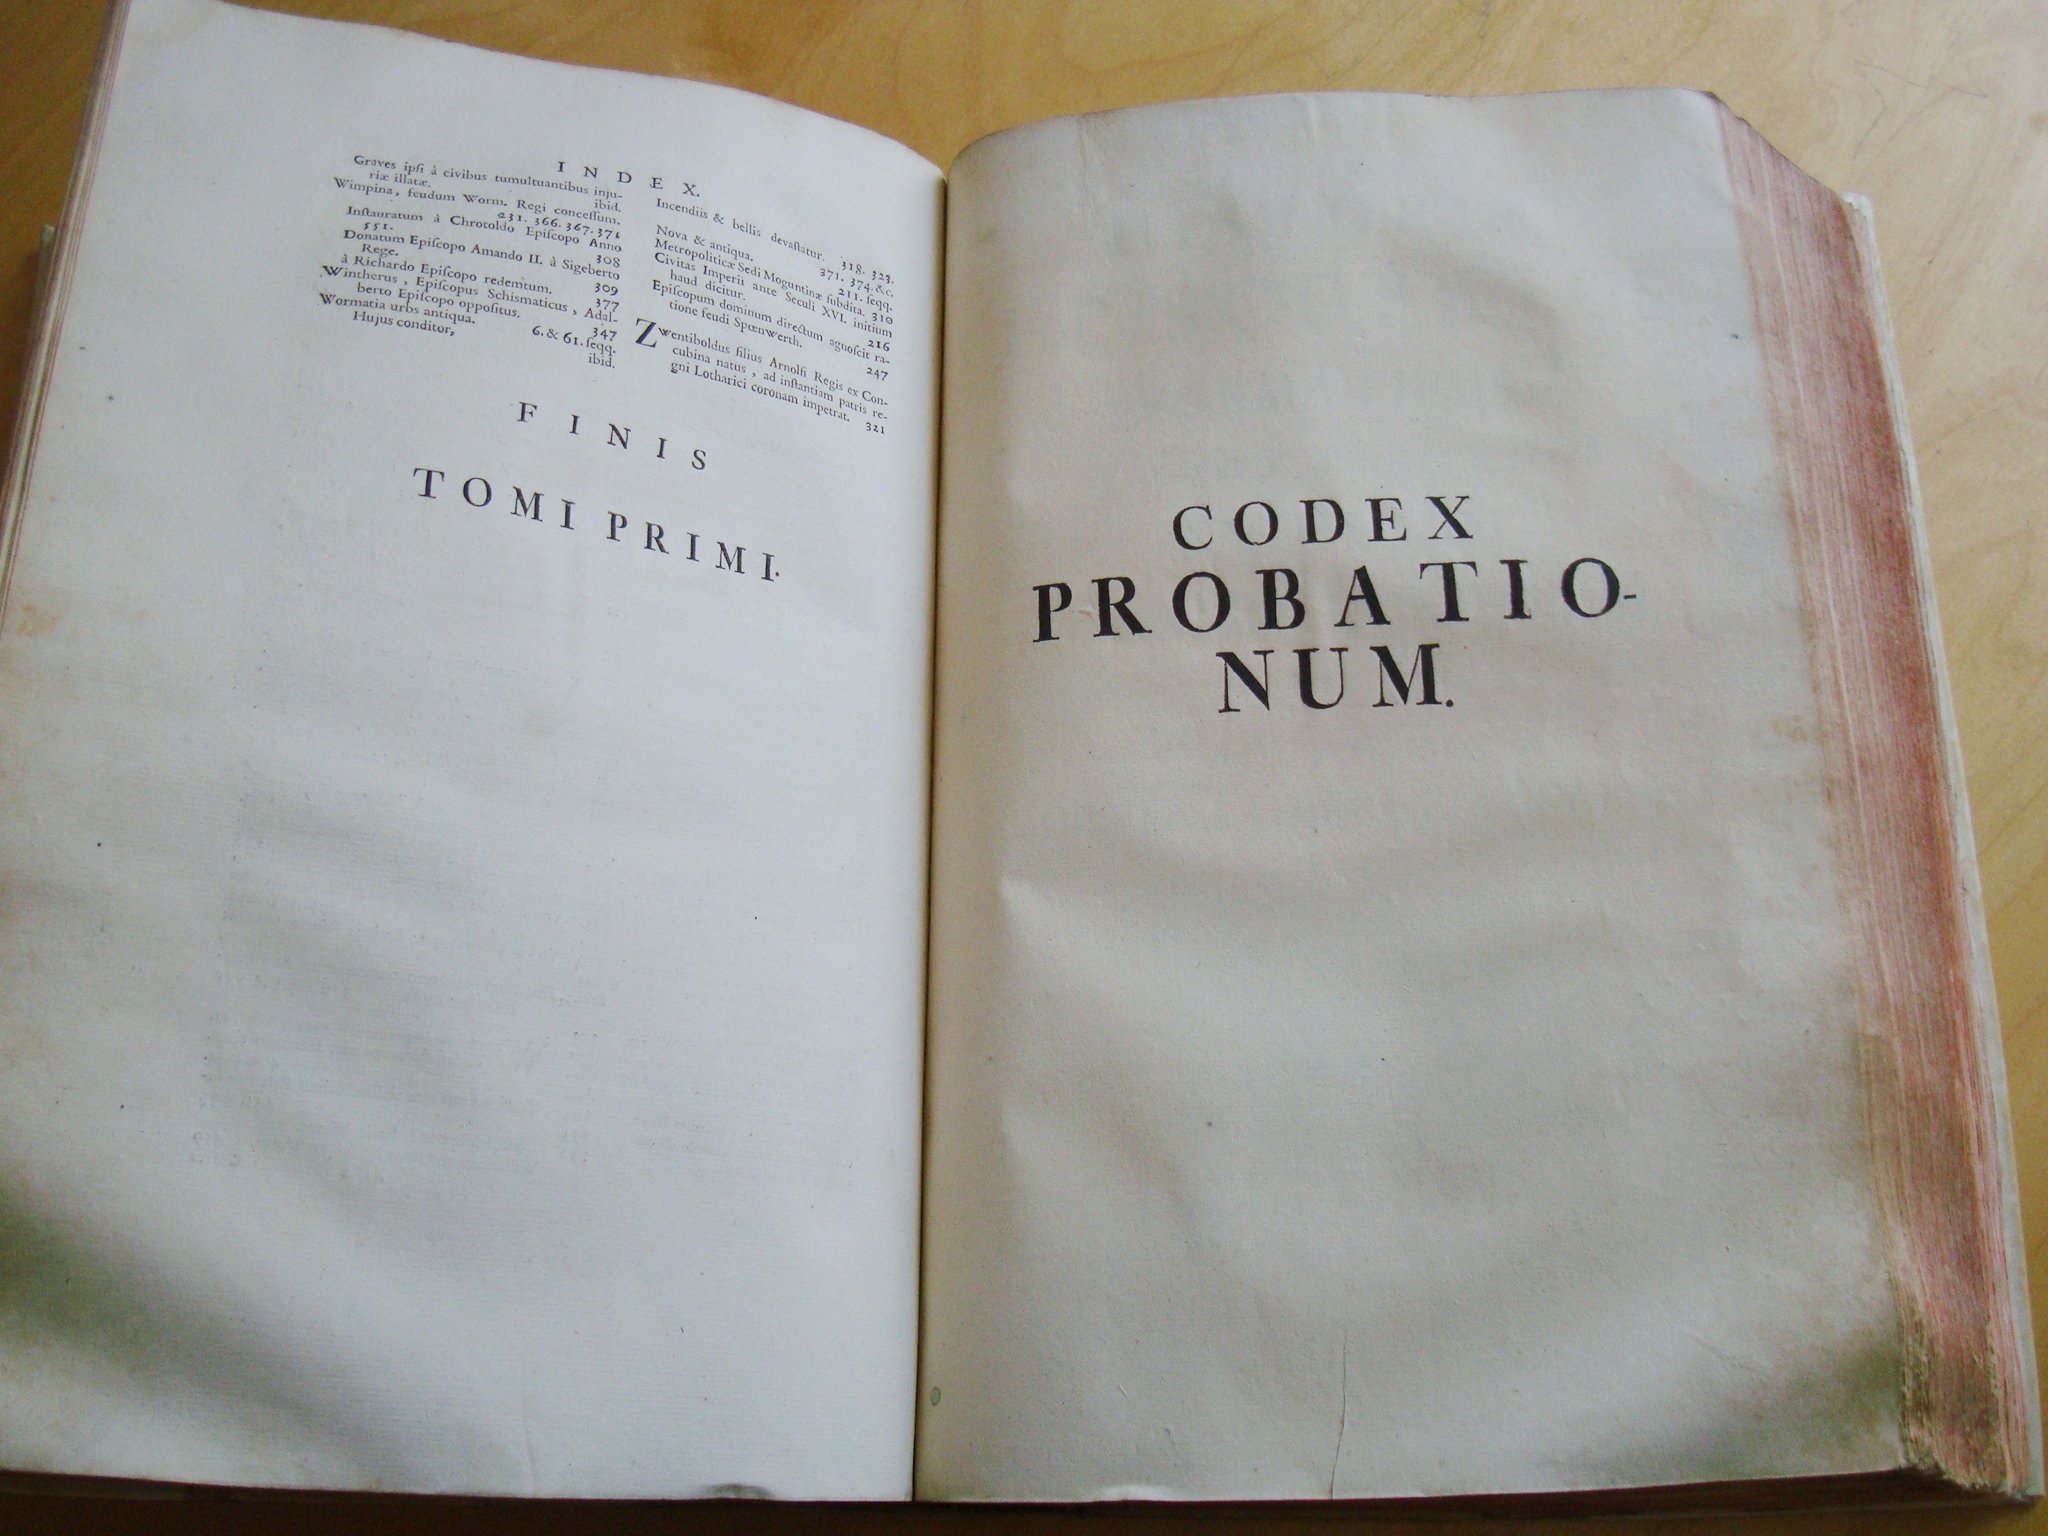 INDEX.
Graves ipſi à civibus tumultuantibus inju-
riæ illatæ. ibid.
Wimpina, feudum Worm. Regi conceſſum.
231. 366. 367. 371
Inſtauratum à Chrotoldo Epiſcopo Anno
551. 308
Donatum Epiſcopo Amando II. à Sigeberto
Rege. 309
à Richardo Epiſcopo redemtum. 377
Wintherus, Epiſcopus Schismaticus, Adal-
berto Epiſcopo oppoſitus. 347
Wormatia urbs antiqua. 6. & 61. ſeqq.
Hujus conditor, ibid.
Incendiis & bellis devaſtatur. 318. 323.
371. 374. &c.
Nova & antiqua. 211. ſeqq.
Metropoliticæ Sedi Moguntinæ ſubdita. 310
Civitas Imperii ante Seculi XVI. initium
haud dicitur. 216
Epiſcopum dominum directum agnoſcit ra-
tione feudi Spœnwerth. 247
Zwentiboldus filius Arnolfi Regis ex Con-
cubina natus, ad inſtantiam patris re-
gni Lotharici coronam impetrat. 321
FINIS
TOMI PRIMI.
CODEX
PROBATIO-
NUM.